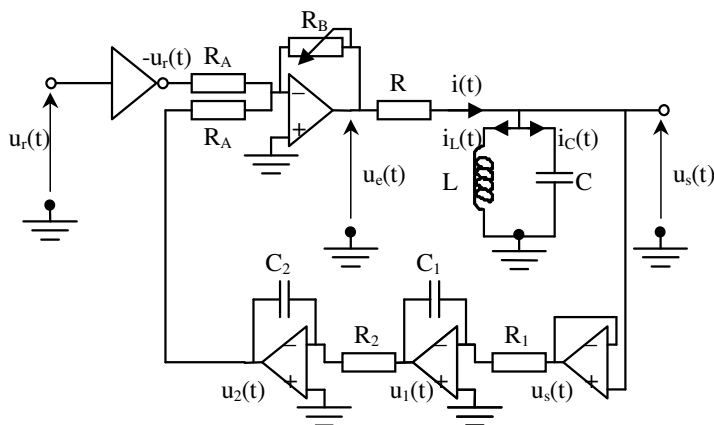 R_B
-u_r(t)
R_A
R
i(t)
−
+
u_r(t)
R_A
i_L(t)
i_C(t)
u_e(t)
L
C
u_s(t)
C_2
C_1
R_2
R_1
−
−
−
+
+
+
u_2(t)
u_1(t)
u_s(t)